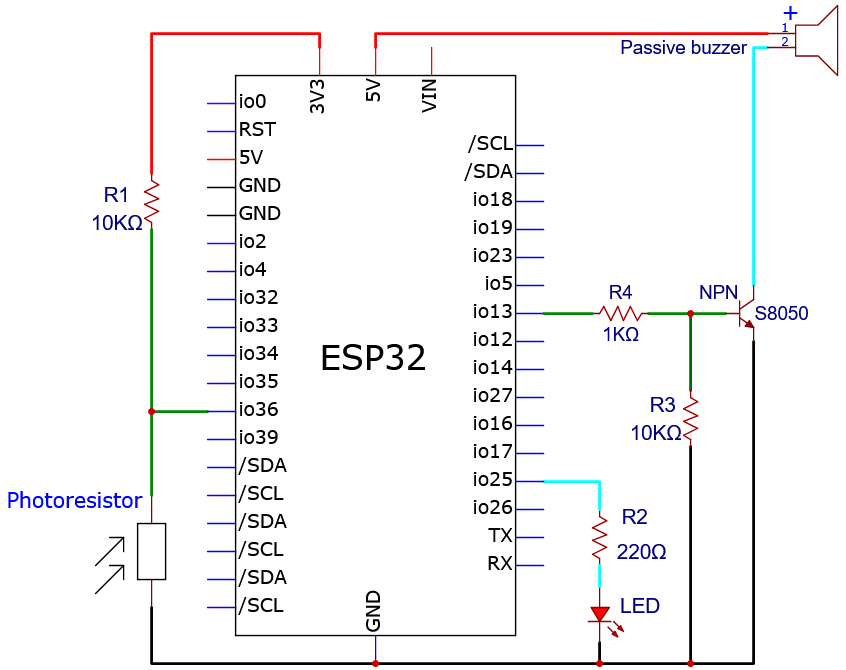 +
1
Passive buzzer
2
3V3
5V
VIN
io0
RST
5V
GND
GND
io2
io4
io32
io33
io34
io35
io36
io39
/SDA
/SCL
/SDA
/SCL
/SDA
/SCL
/SCL
/SDA
io18
io19
io23
io5
io13
io12
io14
io27
io16
io17
io25
io26
TX
RX
GND
ESP32
R1
10KΩ
Photoresistor
R4
1KΩ
NPN
S8050
R3
10KΩ
R2
220Ω
LED